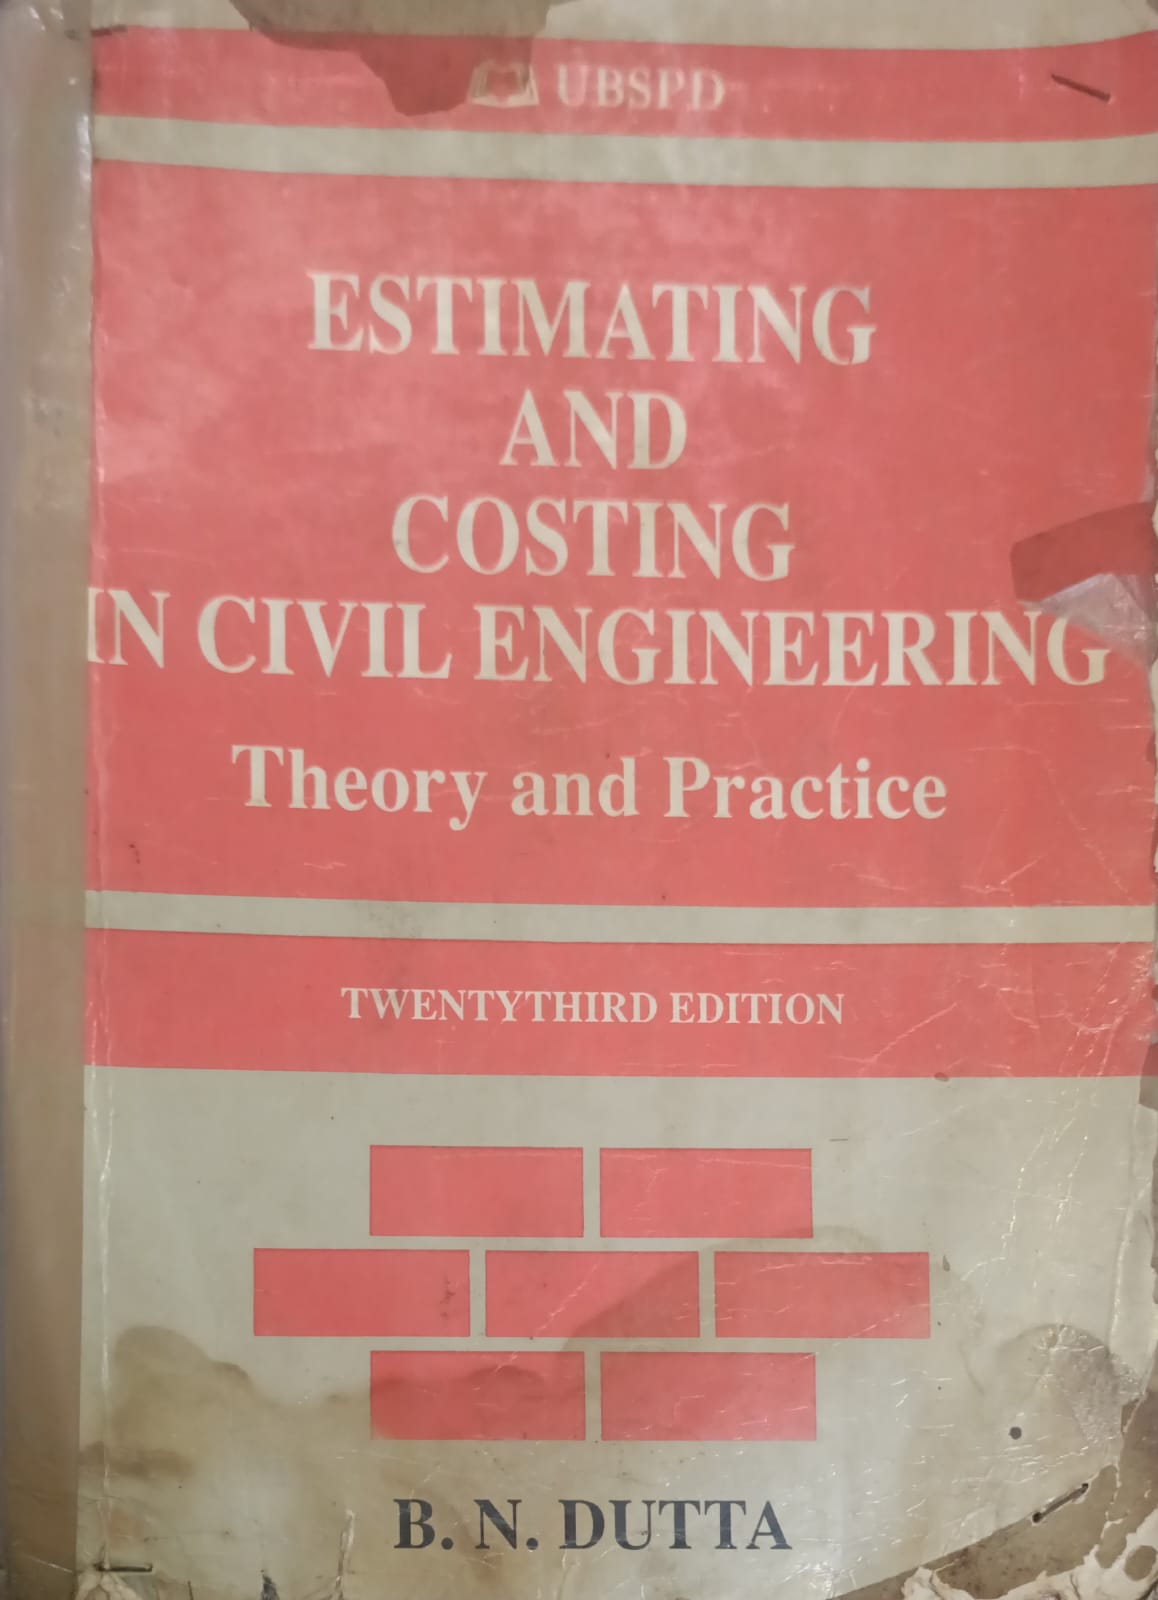 UBSPD
ESTIMATING
AND
COSTING
IN CIVIL ENGINEERING
Theory and Practice
TWENTYTHIRD EDITION
B. N. DUTTA